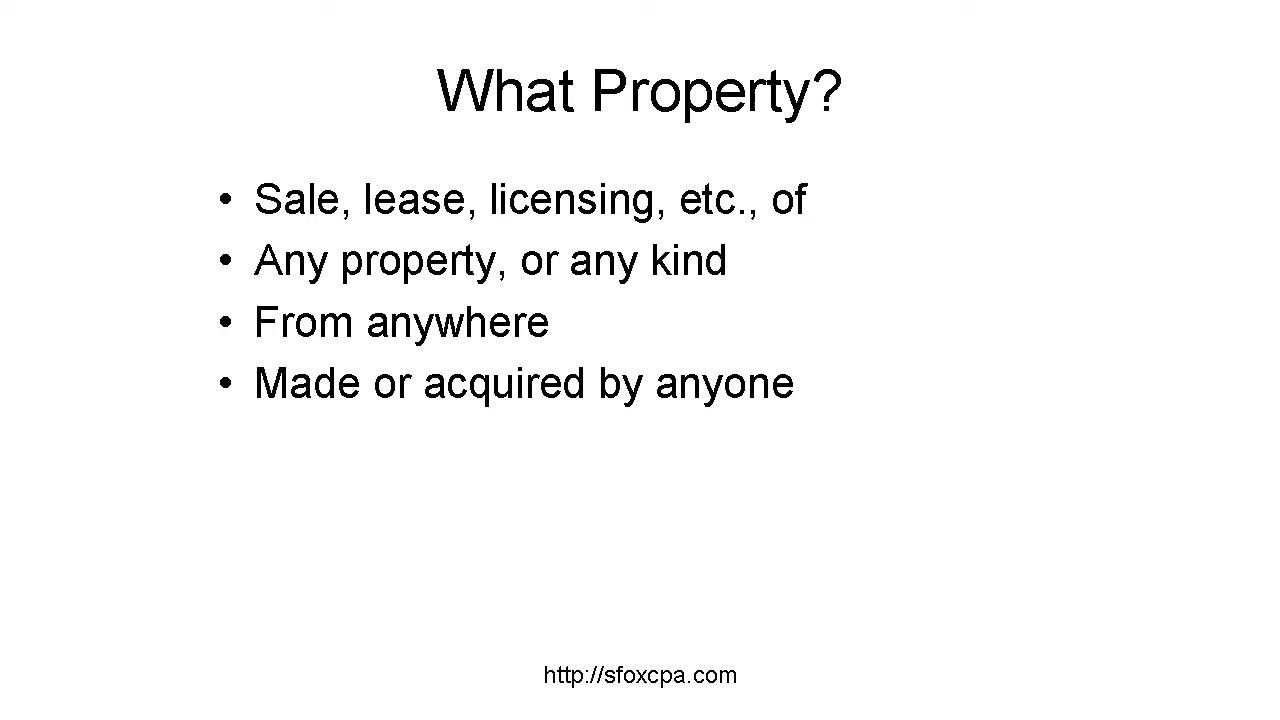 What Property?
• Sale, lease, licensing, etc., of
• Any property, or any kind
• From anywhere
• Made or acquired by anyone
http://sfoxcpa.com